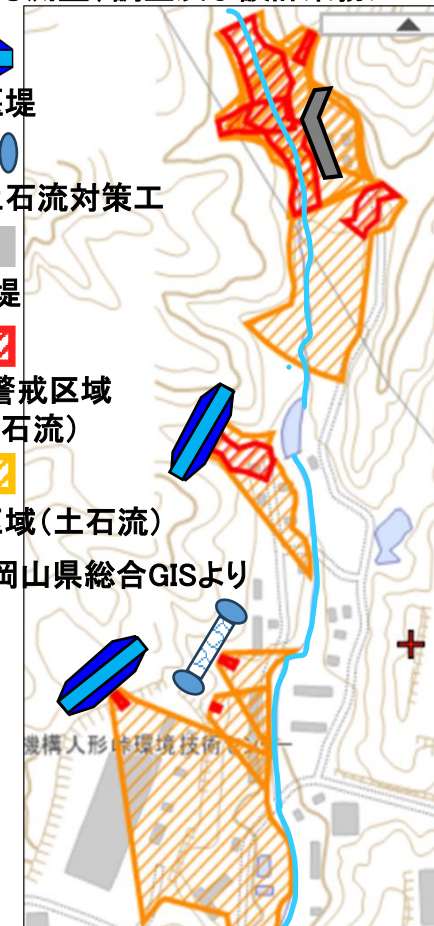 堤
石流対策工
堤
警戒区域
石流）
域（土石流）
岡山県総合GISより
機構人形峠環境技術センター